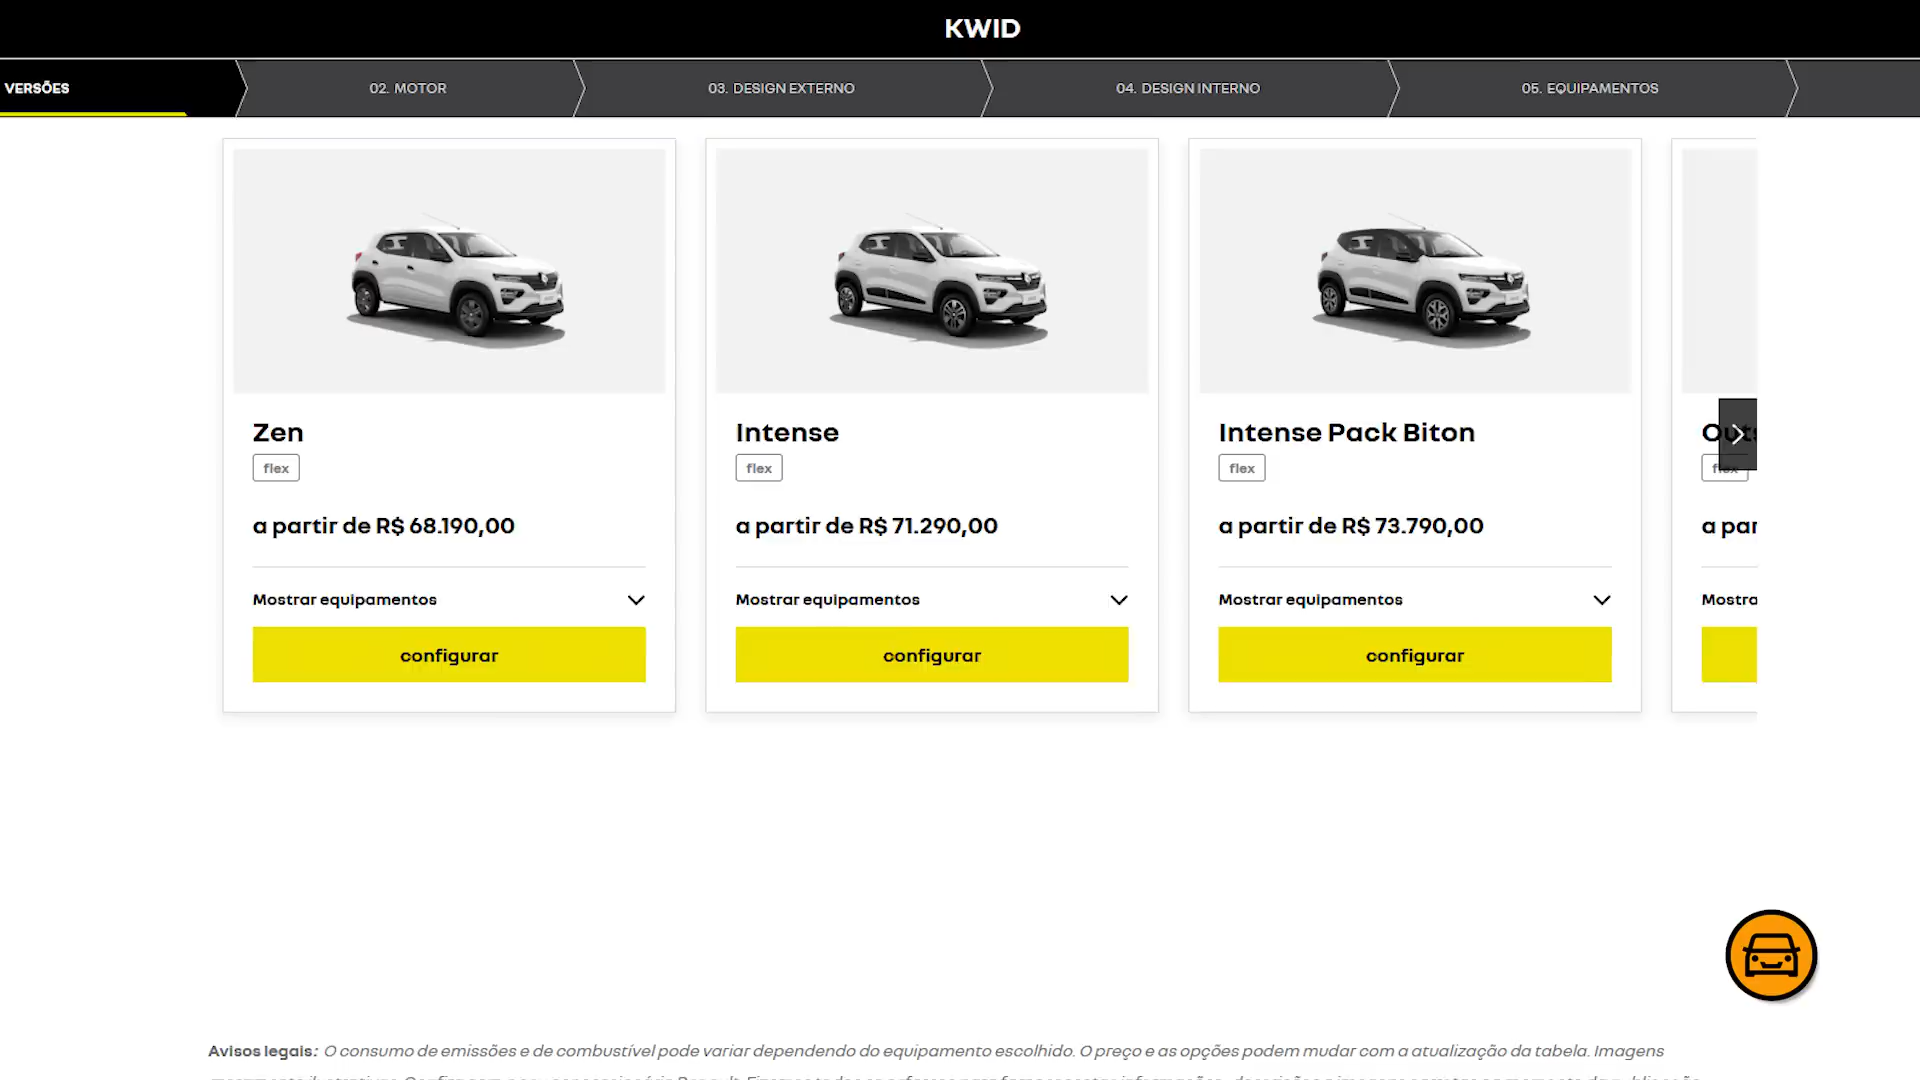 KWID
VERSÕES
02. MOTOR
03. DESIGN EXTERNO
04. DESIGN INTERNO
05. EQUIPAMENTOS
Zen
flex
a partir de R$ 68.190,00
Mostrar equipamentos
configurar
Intense
flex
a partir de R$ 71.290,00
Mostrar equipamentos
configurar
Intense Pack Biton
flex
a partir de R$ 73.790,00
Mostrar equipamentos
configurar
Outs
flex
a par
Mostra
Avisos legais: O consumo de emissões e de combustível pode variar dependendo do equipamento escolhido. O preço e as opções podem mudar com a atualização da tabela. Imagens